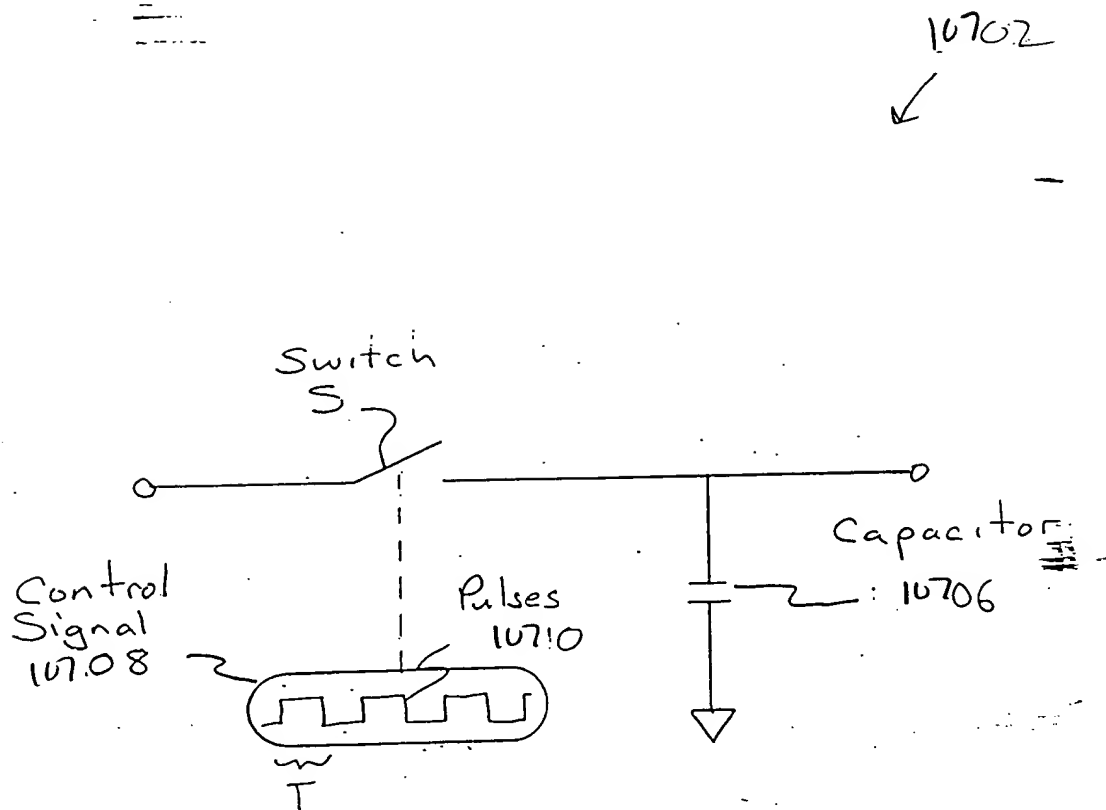 10702
Switch
S
Capacitor
10706
Control
Signal
10708
Pulses
10710
T